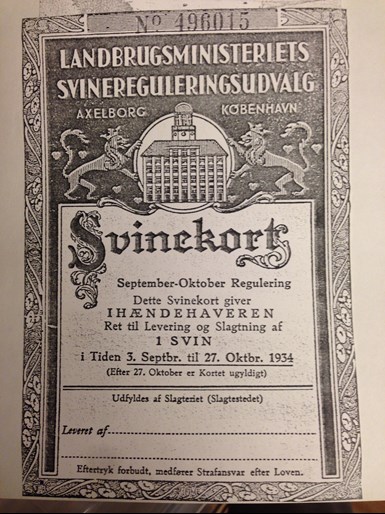 Nº 496015
LANDBRUGSMINISTERIETS
SVINEREGULERINGSUDVALG
AXELBORG KØBENHAVN
Svinekort
September-Oktober Regulering
Dette Svinekort giver
IHÆNDEHAVEREN
Ret til Levering og Slagtning af
1 SVIN
i Tiden 3. Septbr. til 27. Oktbr. 1934
(Efter 27. Oktober er Kortet ugyldigt)
Udfyldes af Slagteriet (Slagtestedet)
Leveret af
Eftertryk forbudt, medfører Strafansvar efter Loven.